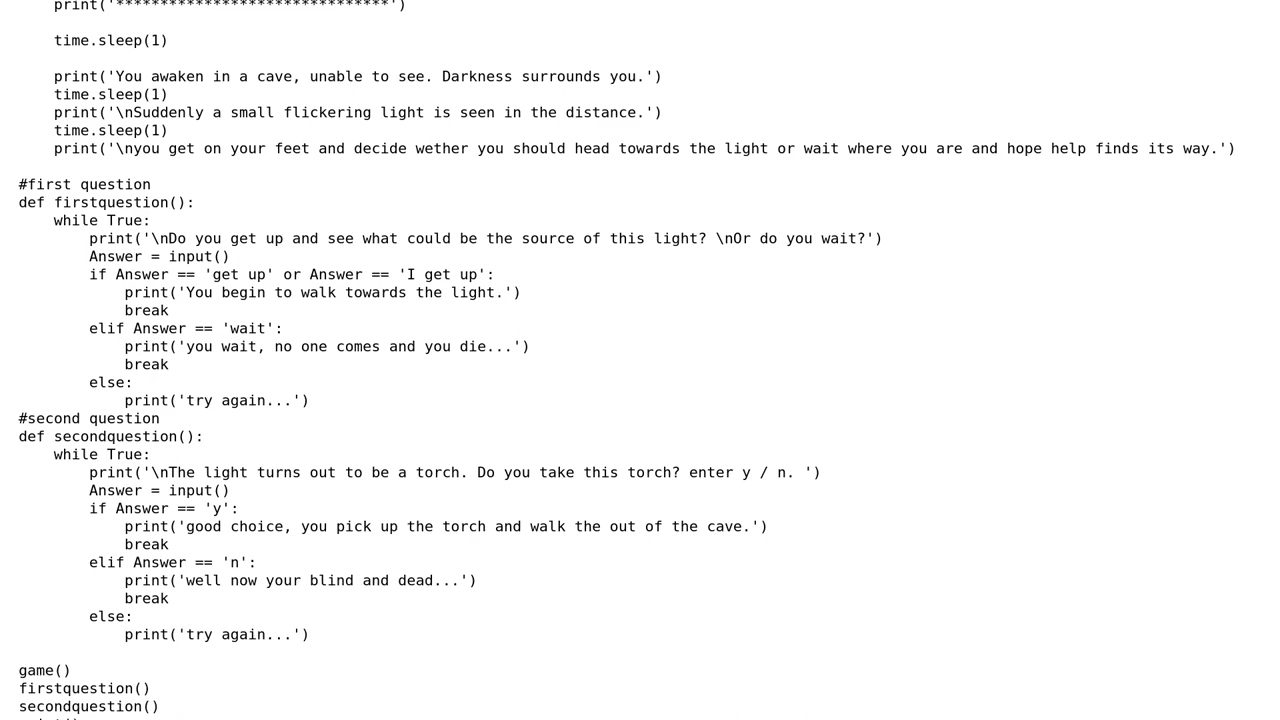 print('*******************************')

    time.sleep(1)

    print('You awaken in a cave, unable to see. Darkness surrounds you.')
    time.sleep(1)
    print('\nSuddenly a small flickering light is seen in the distance.')
    time.sleep(1)
    print('\nyou get on your feet and decide wether you should head towards the light or wait where you are and hope help finds its way.')

#first question
def firstquestion():
    while True:
        print('\nDo you get up and see what could be the source of this light? \nOr do you wait?')
        Answer = input()
        if Answer == 'get up' or Answer == 'I get up':
            print('You begin to walk towards the light.')
            break
        elif Answer == 'wait':
            print('you wait, no one comes and you die...')
            break
        else:
            print('try again...')
#second question
def secondquestion():
    while True:
        print('\nThe light turns out to be a torch. Do you take this torch? enter y / n. ')
        Answer = input()
        if Answer == 'y':
            print('good choice, you pick up the torch and walk the out of the cave.')
            break
        elif Answer == 'n':
            print('well now your blind and dead...')
            break
        else:
            print('try again...')

game()
firstquestion()
secondquestion()